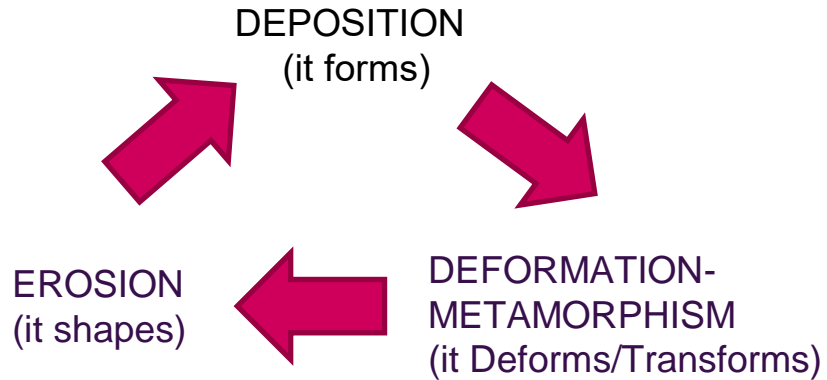 DEPOSITION
(it forms)
EROSION
(it shapes)
DEFORMATION-
METAMORPHISM
(it Deforms/Transforms)